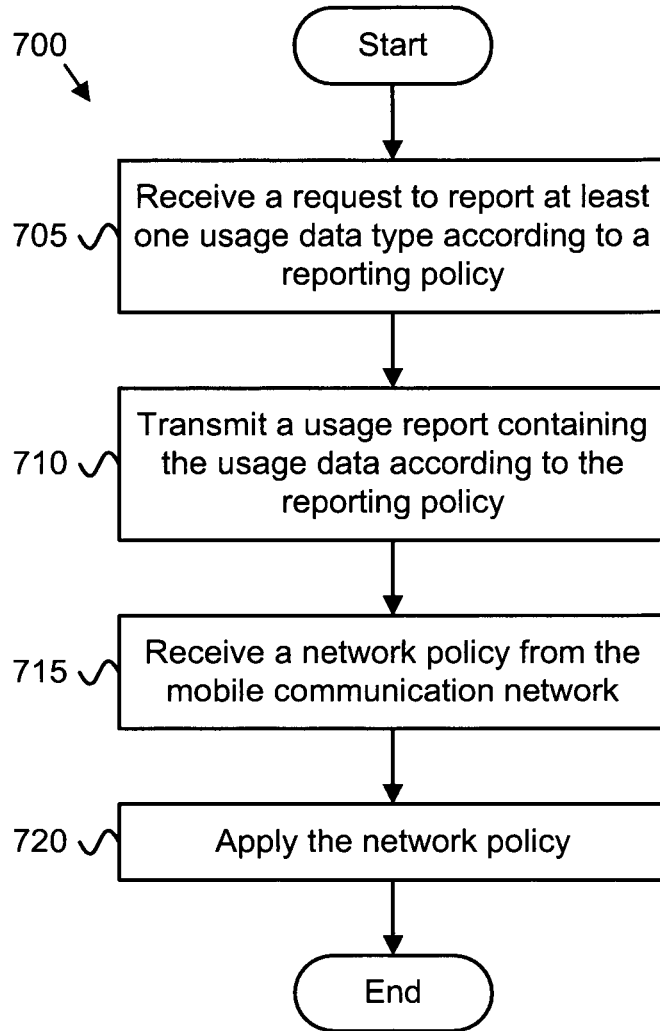 700
Start
705
Receive a request to report at least
one usage data type according to a
reporting policy
710
Transmit a usage report containing
the usage data according to the
reporting policy
715
Receive a network policy from the
mobile communication network
720
Apply the network policy
End